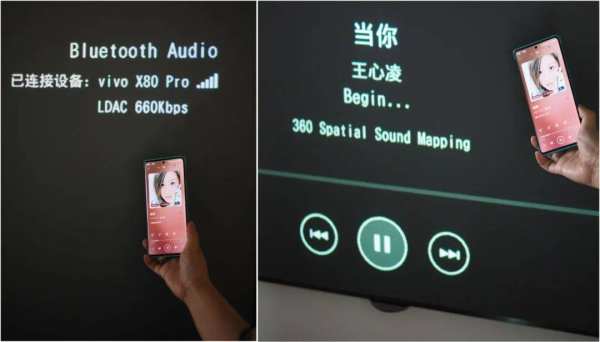 Bluetooth Audio
已连接设备: vivo X80 Pro
LDAC 660Kbps
当你
王心凌
Begin...
360 Spatial Sound Mapping